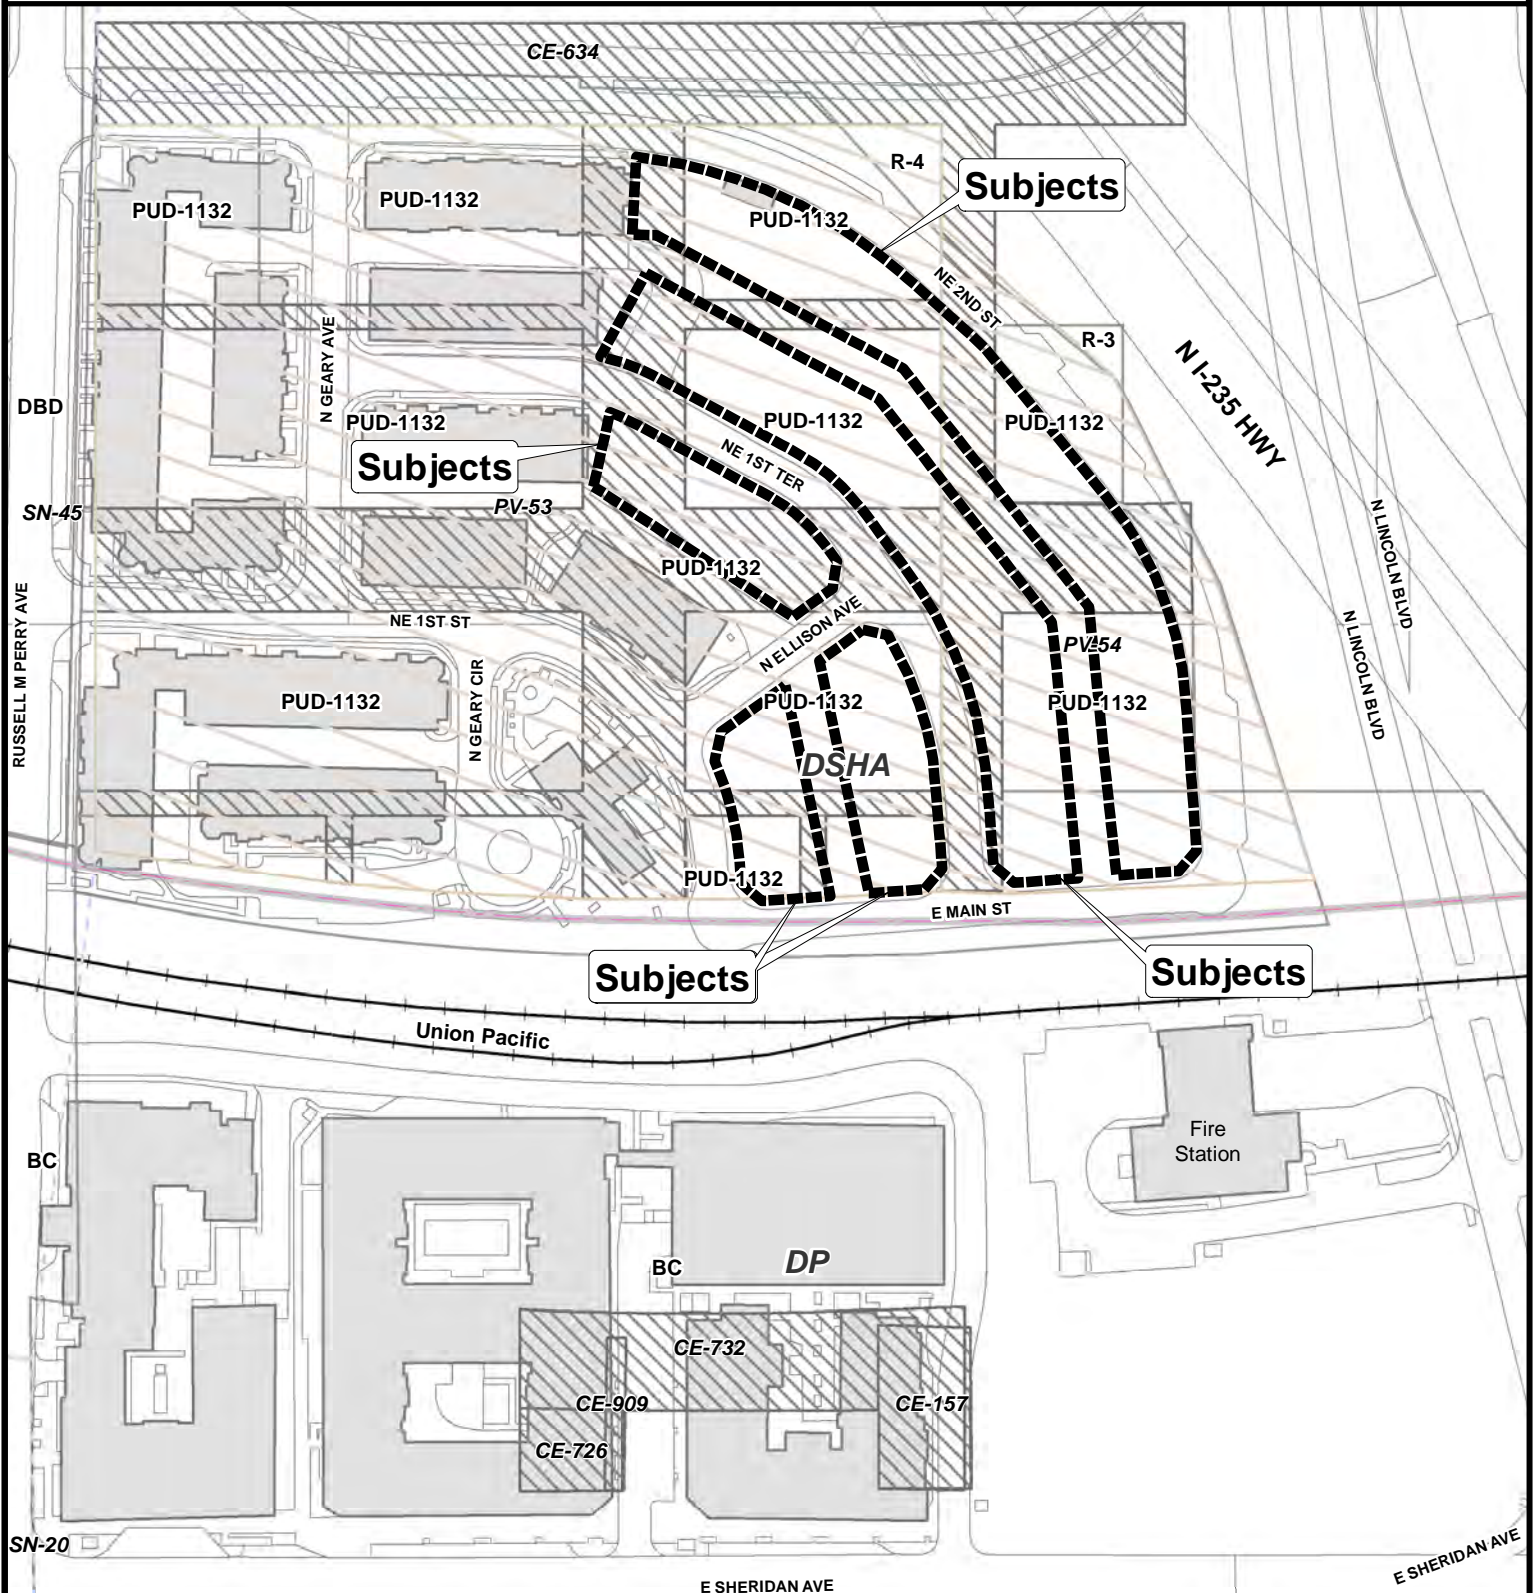 CE-634
R-4
Subjects
PUD-1132
PUD-1132
PUD-1132
NE 2ND ST
N GEARY AVE
R-3
N I-235 HWY
DBD
PUD-1132
PUD-1132
PUD-1132
Subjects
NE 1ST TER
PV-53
SN-45
N LINCOLN BLVD
PUD-1132
NE 1ST ST
N ELLISON AVE
N LINCOLN BLVD
PV-54
RUSSELL M PERRY AVE
N GEARY CIR
PUD-1132
PUD-1132
PUD-1132
DSHA
PUD-1132
E MAIN ST
Subjects
Subjects
Union Pacific
Fire
Station
BC
BC
DP
CE-732
CE-909
CE-157
CE-726
SN-20
E SHERIDAN AVE
E SHERIDAN AVE